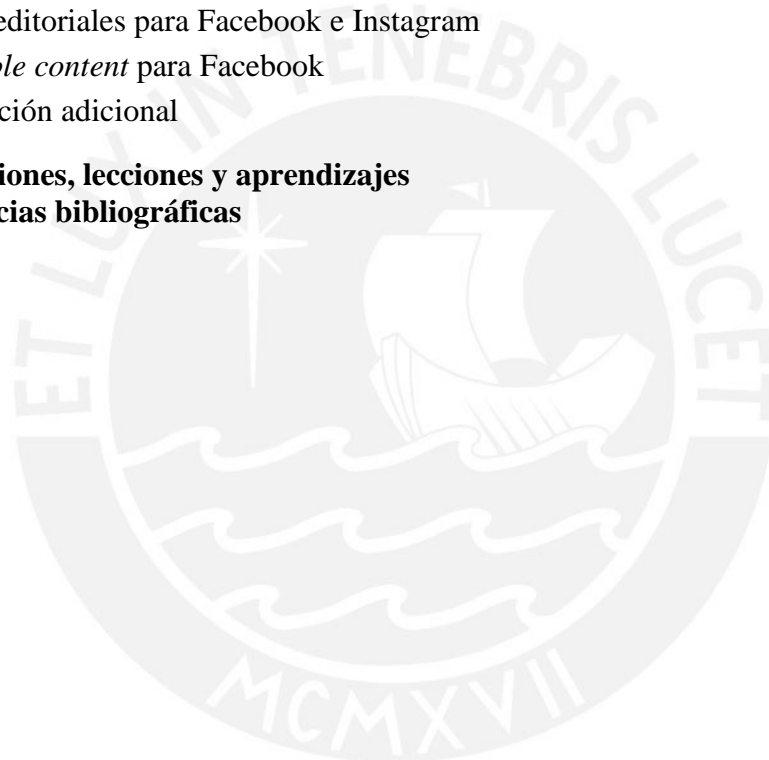 editoriales para Facebook e Instagram
ble content para Facebook
ción adicional
iones, lecciones y aprendizajes
cias bibliográficas
ET LUX IN TENEBRIS LUCET
MCMXVII